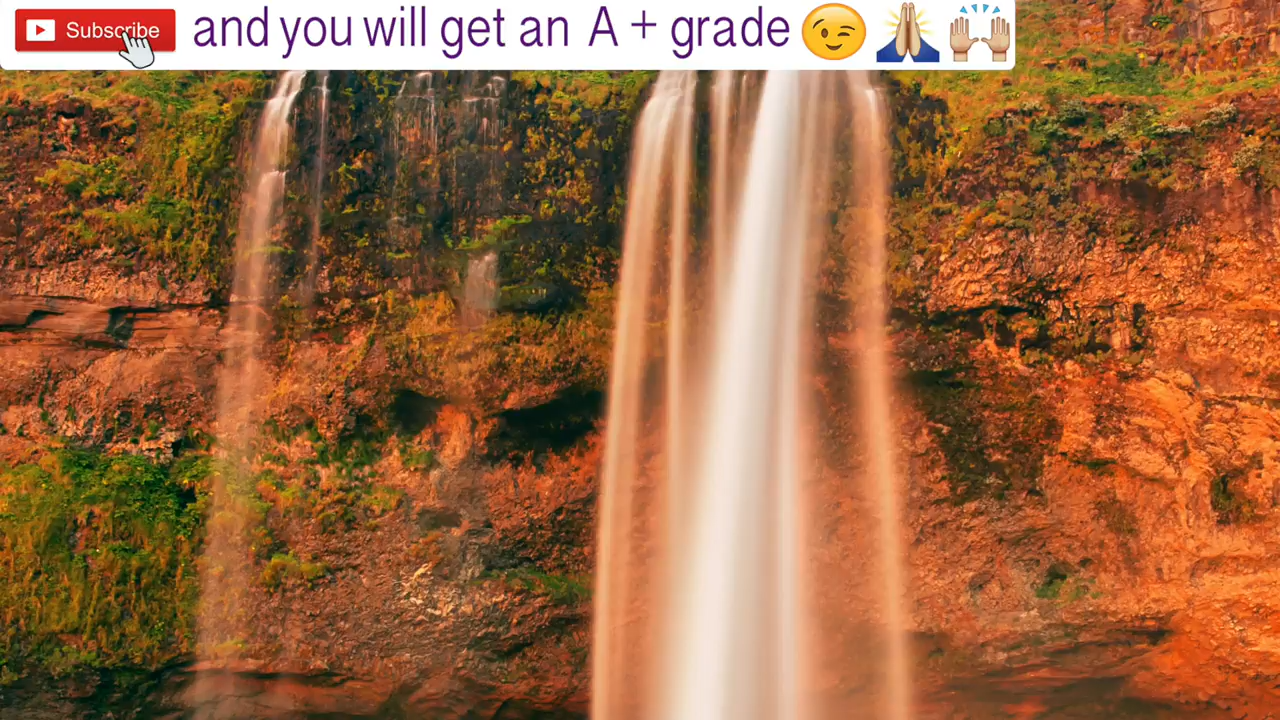 Subscribe and you will get an A + grade 😉 🙏 🙌